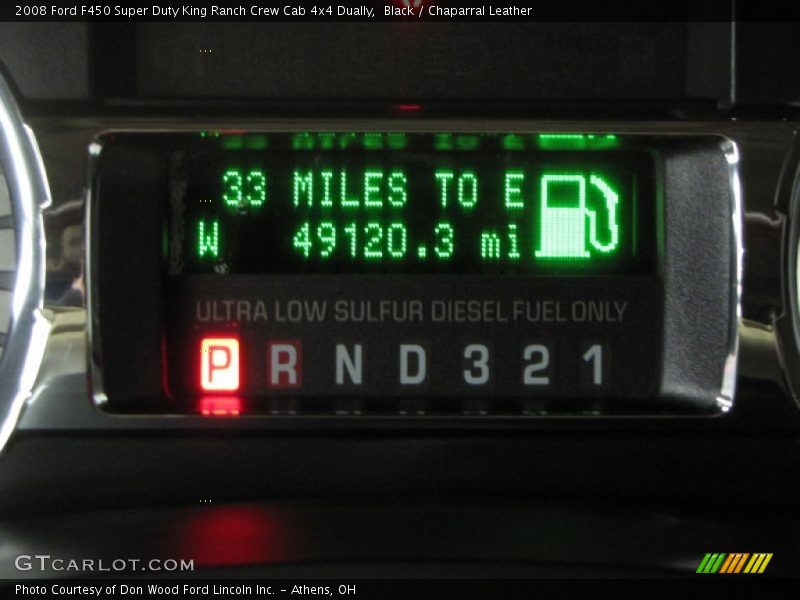 2008 Ford F450 Super Duty King Ranch Crew Cab 4x4 Dually, Black / Chaparral Leather
33 MILES TO E
W 49120.3 mi
ULTRA LOW SULFUR DIESEL FUEL ONLY
P R N D 3 2 1
GTCARLOT.COM
Photo Courtesy of Don Wood Ford Lincoln Inc. - Athens, OH